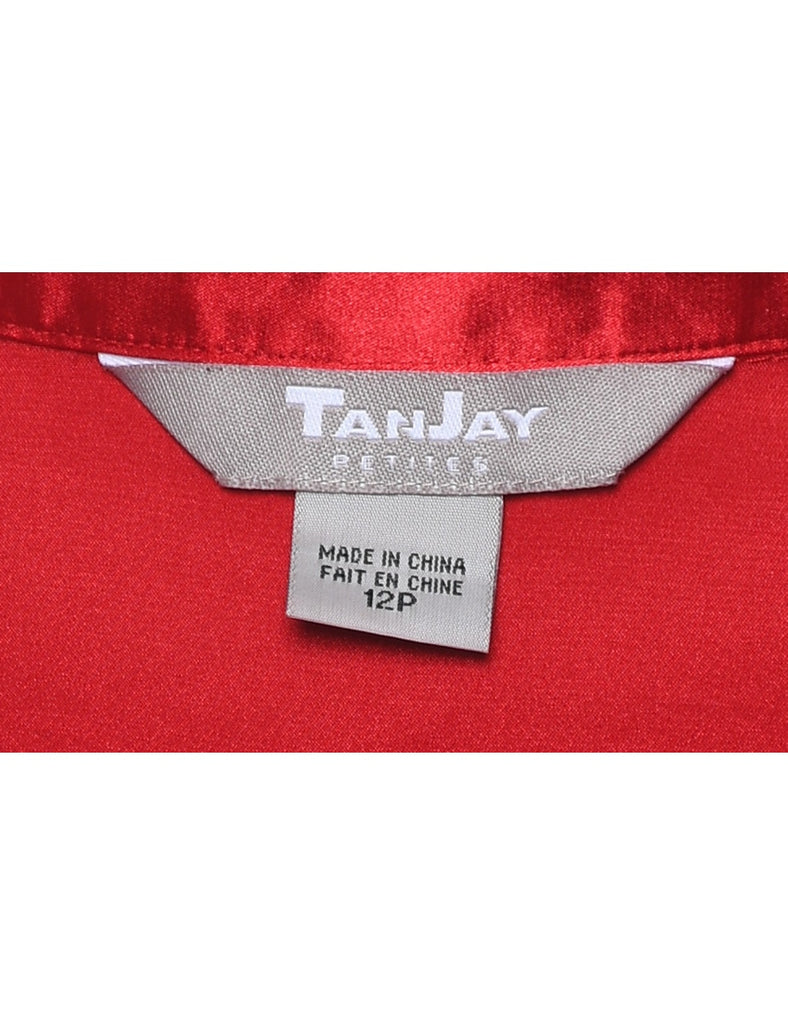 TANJAY
PETITES
MADE IN CHINA
FAIT EN CHINE
12P